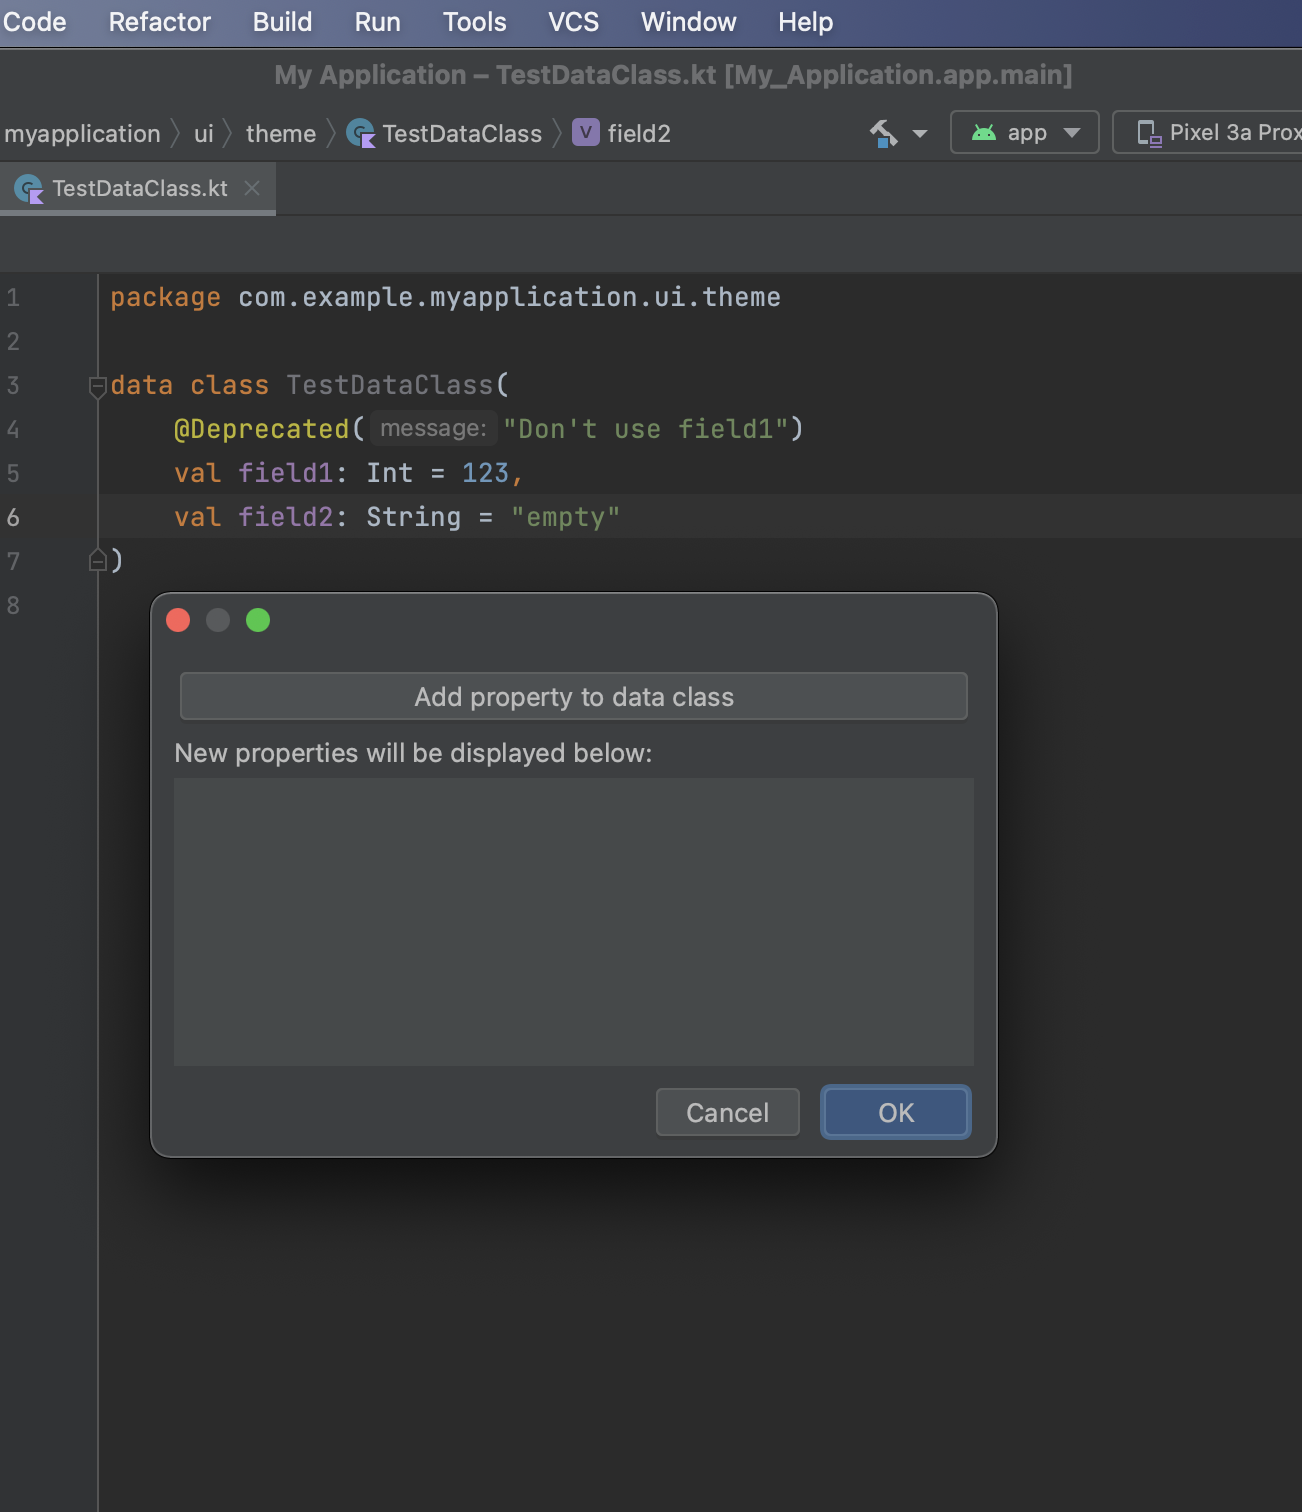 Code Refactor Build Run Tools VCS Window Help
My Application – TestDataClass.kt [My_Application.app.main]
myapplication ui theme TestDataClass V field2 app Pixel 3a Prox
TestDataClass.kt
1 package com.example.myapplication.ui.theme
2
3 data class TestDataClass(
4 @Deprecated( message: "Don't use field1")
5 val field1: Int = 123,
6 val field2: String = "empty"
7 )
8
Add property to data class
New properties will be displayed below:
Cancel OK